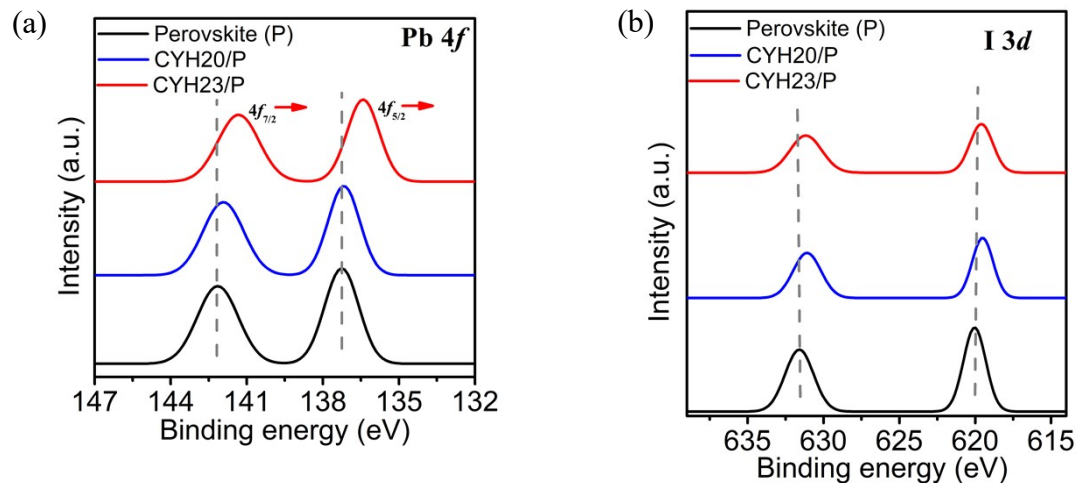 (a)
Perovskite (P)
CYH20/P
CYH23/P
Pb 4f
4f7/2
4f5/2
Intensity (a.u.)
147 144 141 138 135 132
Binding energy (eV)
(b)
Perovskite (P)
CYH20/P
CYH23/P
I 3d
Intensity (a.u.)
635 630 625 620 615
Binding energy (eV)